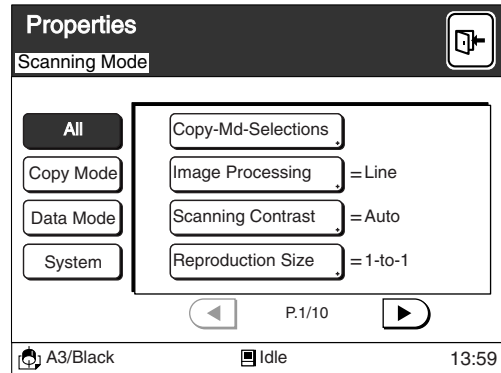 Properties
Scanning Mode
All
Copy-Md-Selections
Copy Mode
Image Processing =Line
Data Mode
Scanning Contrast =Auto
System
Reproduction Size =1-to-1
P.1/10
A3/Black Idle 13:59